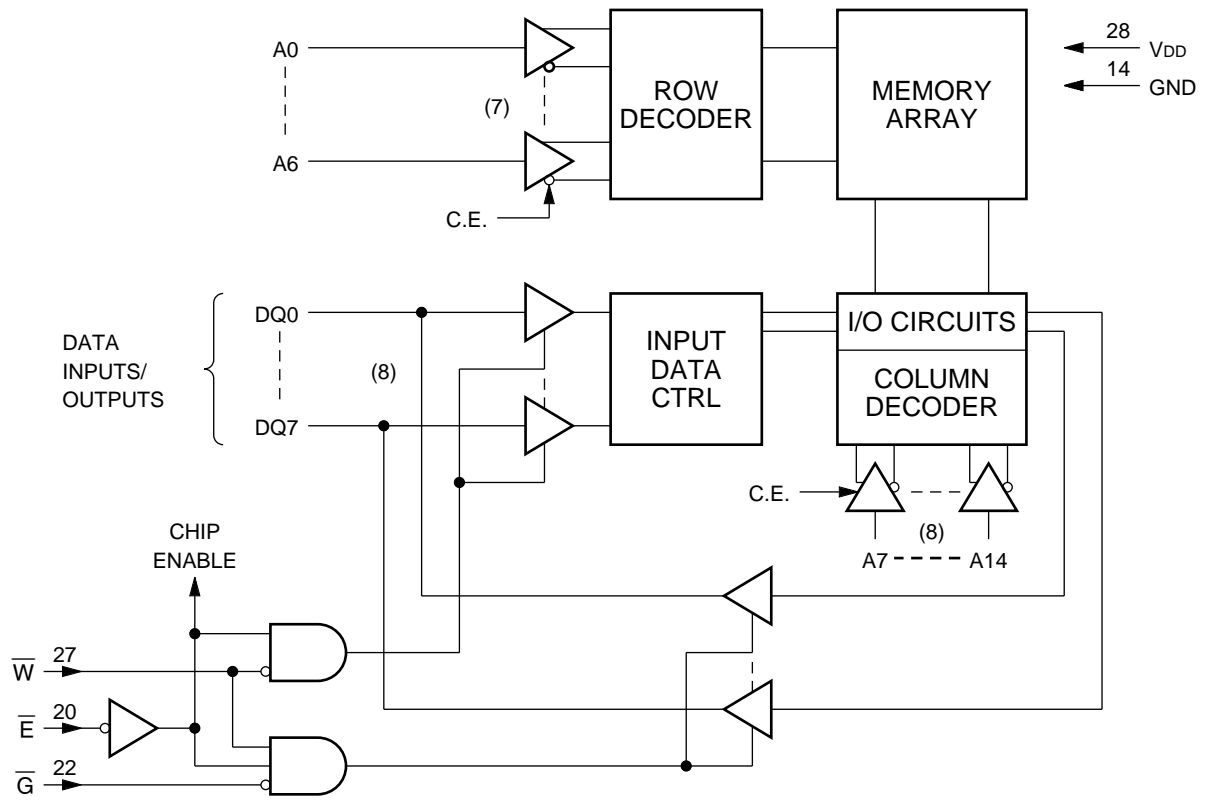 A0
A6
(7)
C.E.
ROW
DECODER
MEMORY
ARRAY
28
VDD
14
GND
DATA
INPUTS/
OUTPUTS
DQ0
DQ7
(8)
INPUT
DATA
CTRL
I/O CIRCUITS
COLUMN
DECODER
C.E.
(8)
A7
A14
CHIP
ENABLE
W̅
27
E̅
20
G̅
22